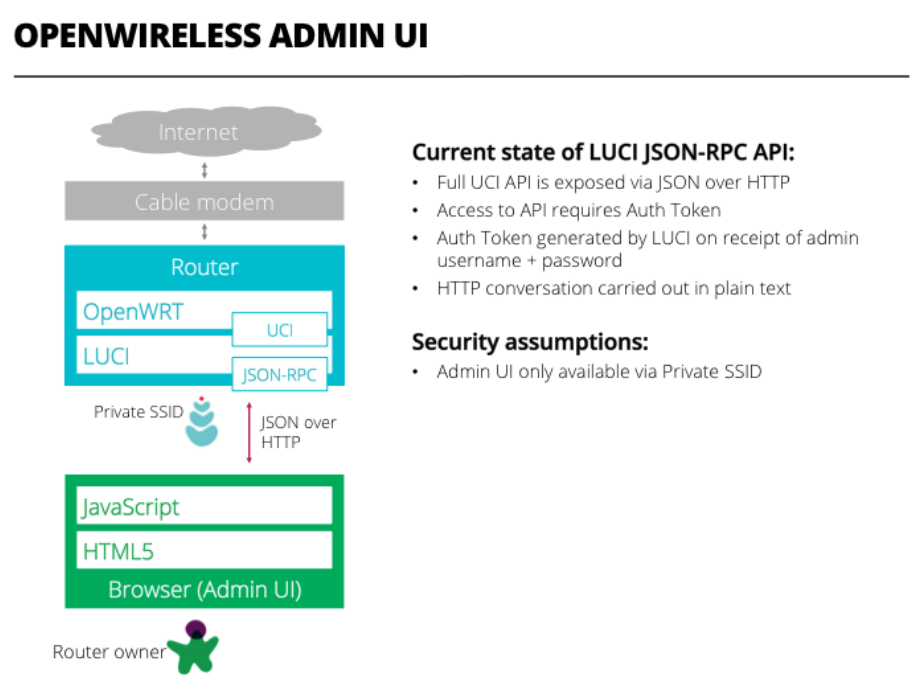 OPENWIRELESS ADMIN UI
Internet
Cable modem
Router
OpenWRT
UCI
LUCI
JSON-RPC
Private SSID
JSON over
HTTP
JavaScript
HTML5
Browser (Admin UI)
Router owner
Current state of LUCI JSON-RPC API:
• Full UCI API is exposed via JSON over HTTP
• Access to API requires Auth Token
• Auth Token generated by LUCI on receipt of admin
username + password
• HTTP conversation carried out in plain text
Security assumptions:
• Admin UI only available via Private SSID